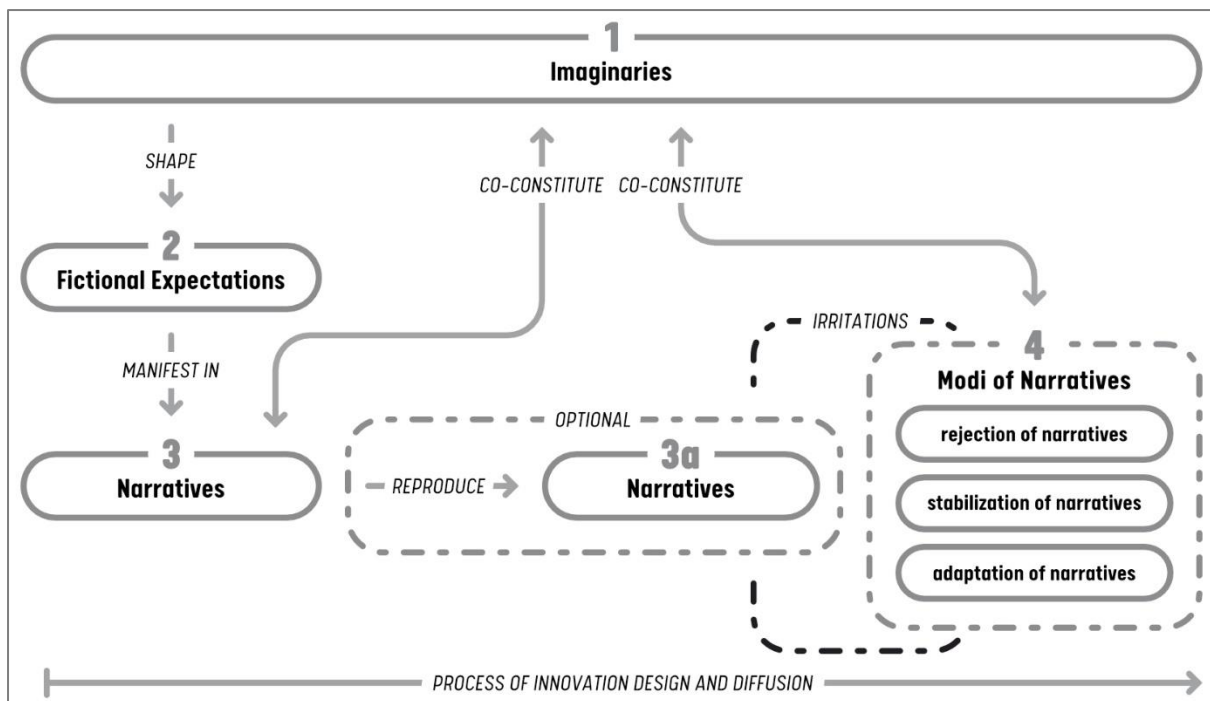 1
Imaginaries
SHAPE
CO-CONSTITUTE
CO-CONSTITUTE
2
Fictional Expectations
MANIFEST IN
3
Narratives
OPTIONAL
REPRODUCE
3a
Narratives
IRRITATIONS
4
Modi of Narratives
rejection of narratives
stabilization of narratives
adaptation of narratives
PROCESS OF INNOVATION DESIGN AND DIFFUSION